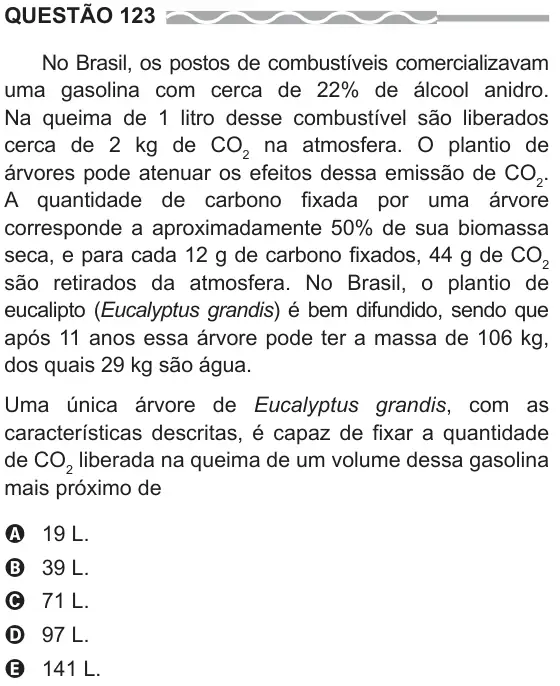 QUESTÃO 123
No Brasil, os postos de combustíveis comercializavam
uma gasolina com cerca de 22% de álcool anidro.
Na queima de 1 litro desse combustível são liberados
cerca de 2 kg de CO₂ na atmosfera. O plantio de
árvores pode atenuar os efeitos dessa emissão de CO₂.
A quantidade de carbono fixada por uma árvore
corresponde a aproximadamente 50% de sua biomassa
seca, e para cada 12 g de carbono fixados, 44 g de CO₂
são retirados da atmosfera. No Brasil, o plantio de
eucalipto (Eucalyptus grandis) é bem difundido, sendo que
após 11 anos essa árvore pode ter a massa de 106 kg,
dos quais 29 kg são água.
Uma única árvore de Eucalyptus grandis, com as
características descritas, é capaz de fixar a quantidade
de CO₂ liberada na queima de um volume dessa gasolina
mais próximo de
A 19 L.
B 39 L.
C 71 L.
D 97 L.
E 141 L.